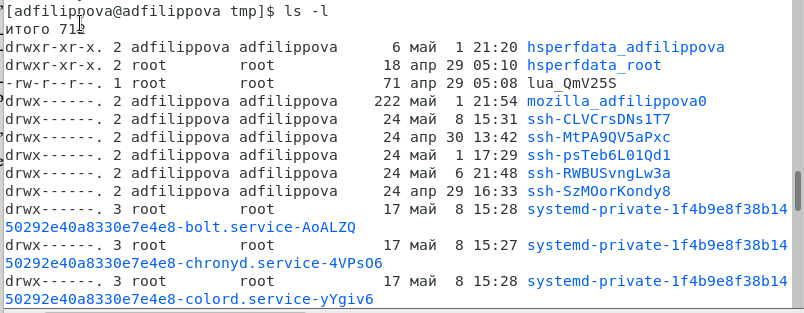 [adfilippova@adfilippova tmp]$ ls -l
итого 712
drwxr-xr-x. 2 adfilippova adfilippova      6 май  1 21:20 hsperfdata_adfilippova
drwxr-xr-x. 2 root        root            18 апр 29 05:10 hsperfdata_root
-rw-r--r--. 1 root        root            71 апр 29 05:08 lua_QmV25S
drwx------. 2 adfilippova adfilippova    222 май  1 21:54 mozilla_adfilippova0
drwx------. 2 adfilippova adfilippova     24 май  8 15:31 ssh-CLVCrsDNs1T7
drwx------. 2 adfilippova adfilippova     24 апр 30 13:42 ssh-MtPA9QV5aPxc
drwx------. 2 adfilippova adfilippova     24 май  1 17:29 ssh-psTeb6L01Qd1
drwx------. 2 adfilippova adfilippova     24 май  6 21:48 ssh-RWBUSvngLw3a
drwx------. 2 adfilippova adfilippova     24 апр 29 16:33 ssh-SzMOorKondy8
drwx------. 3 root        root            17 май  8 15:28 systemd-private-1f4b9e8f38b14
50292e40a8330e7e4e8-bolt.service-AoALZQ
drwx------. 3 root        root            17 май  8 15:27 systemd-private-1f4b9e8f38b14
50292e40a8330e7e4e8-chronyd.service-4VPsO6
drwx------. 3 root        root            17 май  8 15:28 systemd-private-1f4b9e8f38b14
50292e40a8330e7e4e8-colord.service-yYgiv6